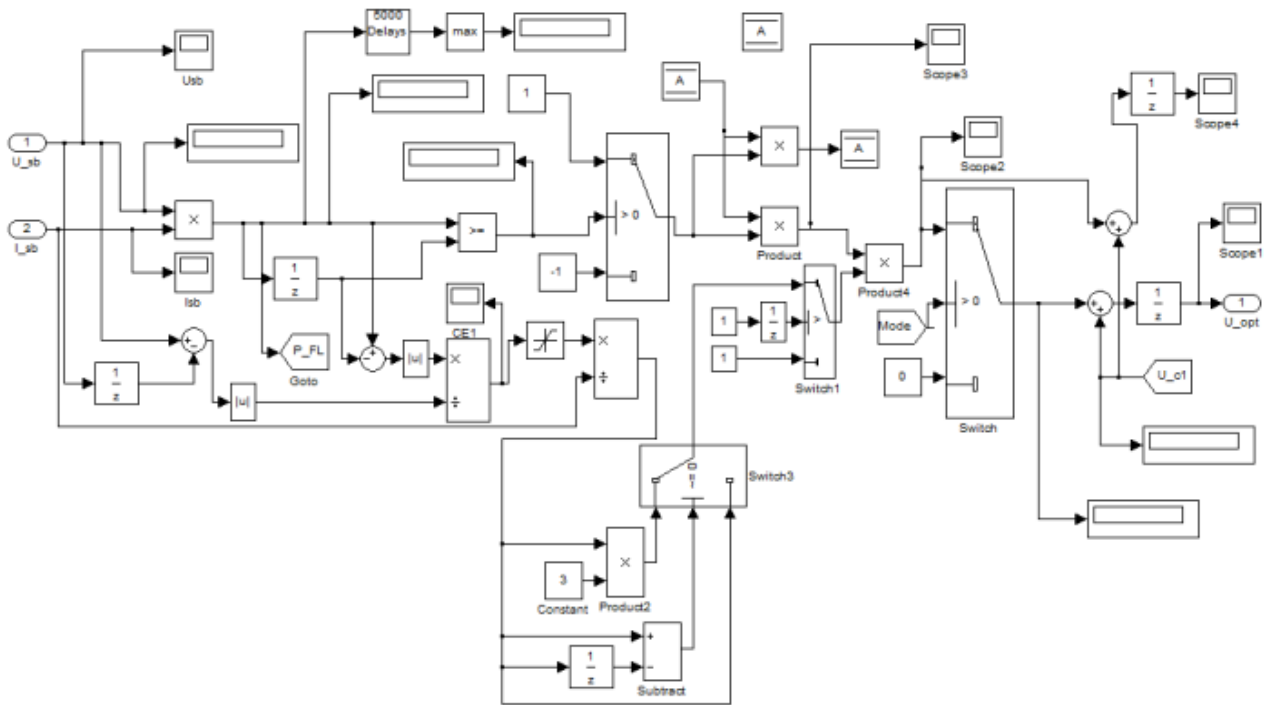 5000
Delays
max
A
Scope3
Usb
1
A
1
z
Scope4
1
U_sb
×
A
Scope2
2
I_sb
×
>=
> 0
×
Product
×
Product4
Scope1
1
z
Isb
-1
CE1
1
1
z
>
> 0
Mode
1
z
1
U_opt
P_FL
Goto
|u|
×
÷
×
÷
1
Switch1
0
U_c1
1
z
|u|
Switch
Switch3
3
Constant
×
Product2
1
z
+
-
Subtract